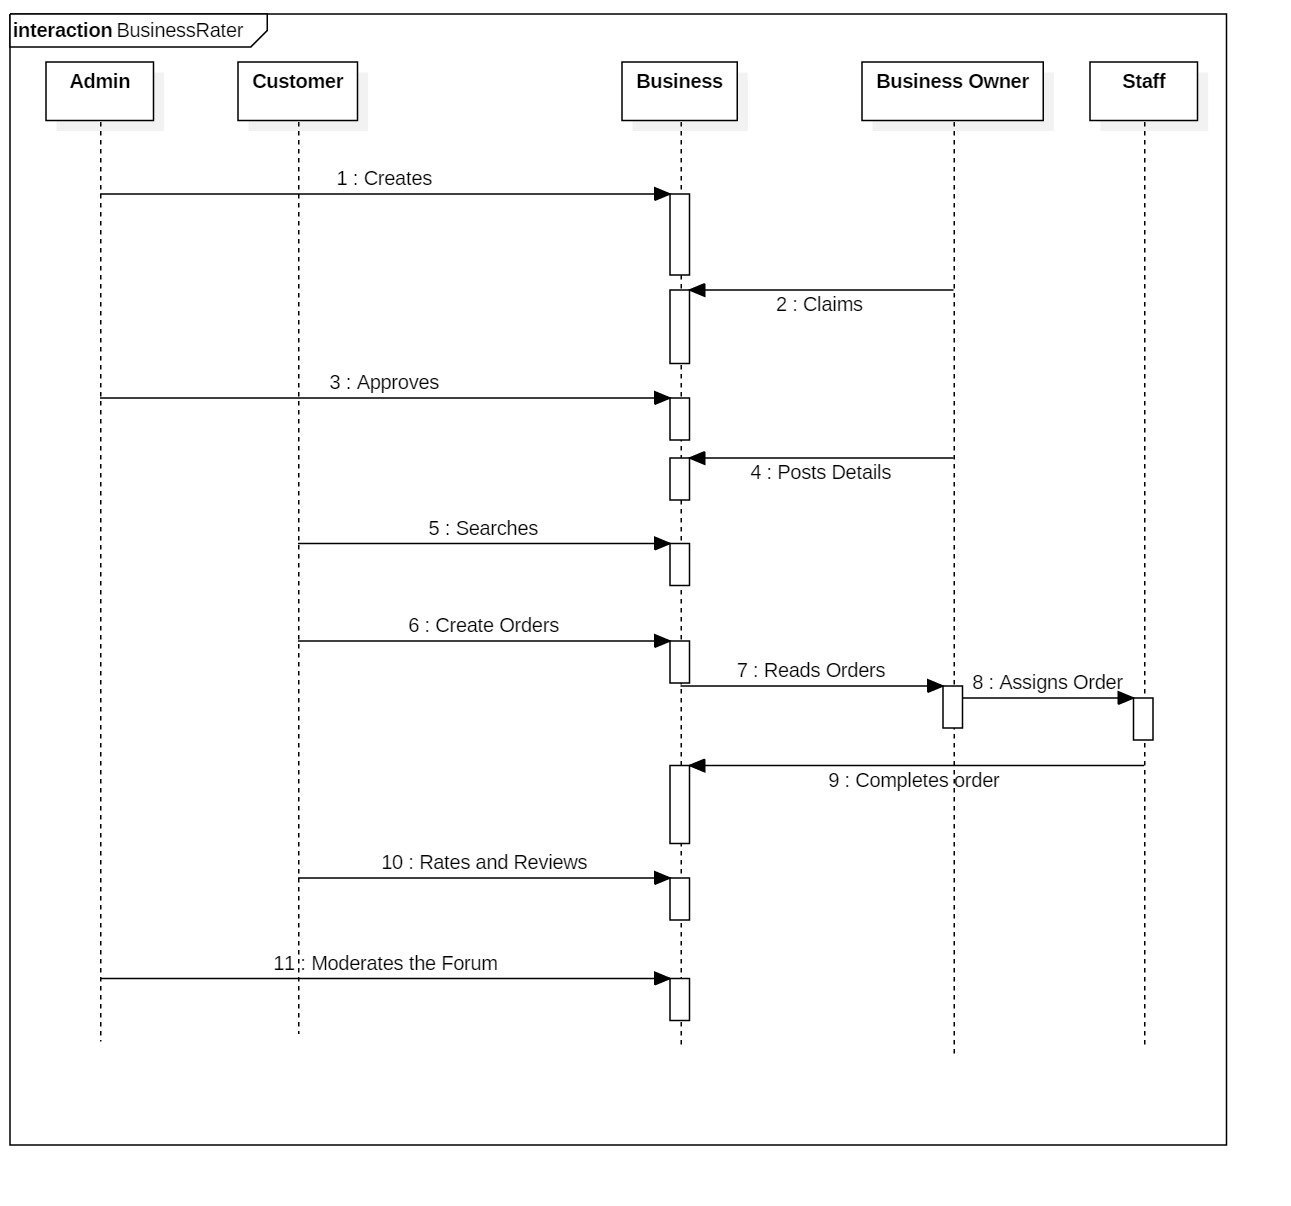 interaction BusinessRater
Admin
Customer
Business
Business Owner
Staff
1 : Creates
2 : Claims
3 : Approves
4 : Posts Details
5 : Searches
6 : Create Orders
7 : Reads Orders
8 : Assigns Order
9 : Completes order
10 : Rates and Reviews
11 : Moderates the Forum